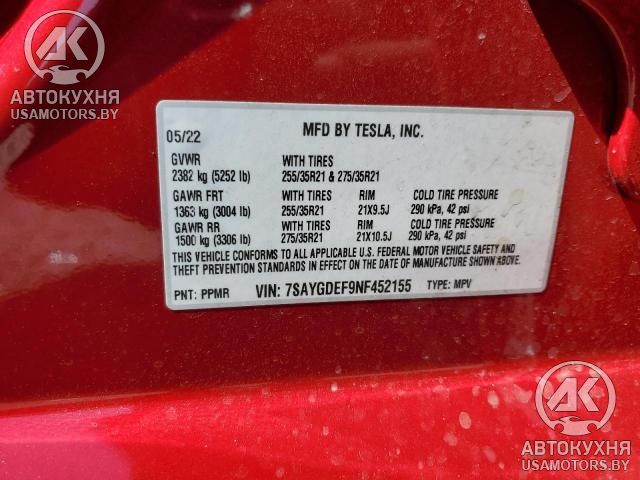 АК
АВТОКУХНЯ
USAMOTORS.BY
05/22 MFD BY TESLA, INC.
GVWR WITH TIRES
2382 kg (5252 lb) 255/35R21 & 275/35R21
GAWR FRT WITH TIRES RIM COLD TIRE PRESSURE
1363 kg (3004 lb) 255/35R21 21X9.5J 290 kPa, 42 psi
GAWR RR WITH TIRES RIM COLD TIRE PRESSURE
1500 kg (3306 lb) 275/35R21 21X10.5J 290 kPa, 42 psi
THIS VEHICLE CONFORMS TO ALL APPLICABLE U.S. FEDERAL MOTOR VEHICLE SAFETY AND
THEFT PREVENTION STANDARDS IN EFFECT ON THE DATE OF MANUFACTURE SHOWN ABOVE.
PNT: PPMR VIN: 7SAYGDEF9NF452155 TYPE: MPV
АК
АВТОКУХНЯ
USAMOTORS.BY